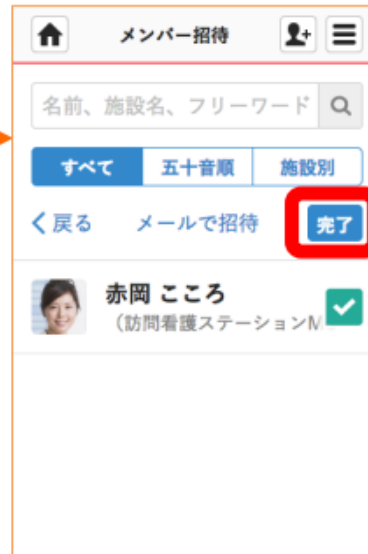 メンバー招待
名前、施設名、フリーワード
すべて 五十音順 施設別
戻る メールで招待 完了
赤岡 こころ
（訪問看護ステーションM